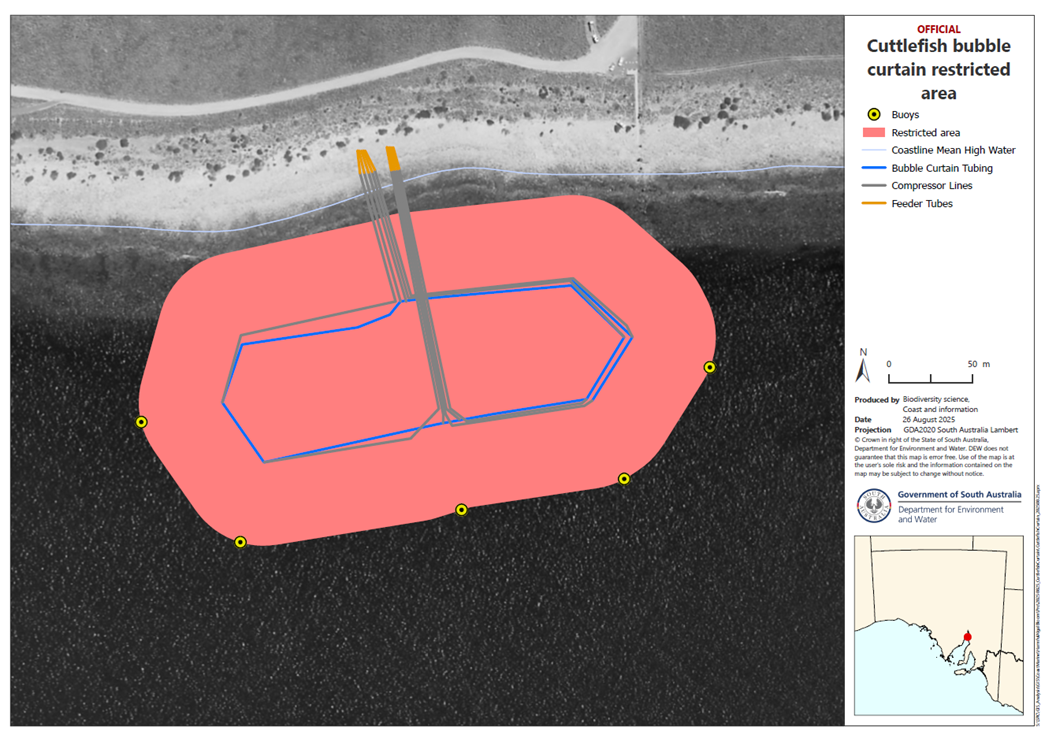 OFFICIAL
Cuttlefish bubble
curtain restricted
area
Buoys
Restricted area
Coastline Mean High Water
Bubble Curtain Tubing
Compressor Lines
Feeder Tubes
N
0 50 m
Produced by Biodiversity science,
Coast and information
Date 26 August 2025
Projection GDA2020 South Australia Lambert
© Crown in right of the State of South Australia,
Department for Environment and Water. DEW does not
guarantee that this map is error free. Use of the map is at
the user's sole risk and the information contained on the
map may be subject to change without notice.
SOUTH
AUSTRALIA
Government of South Australia
Department for Environment
and Water